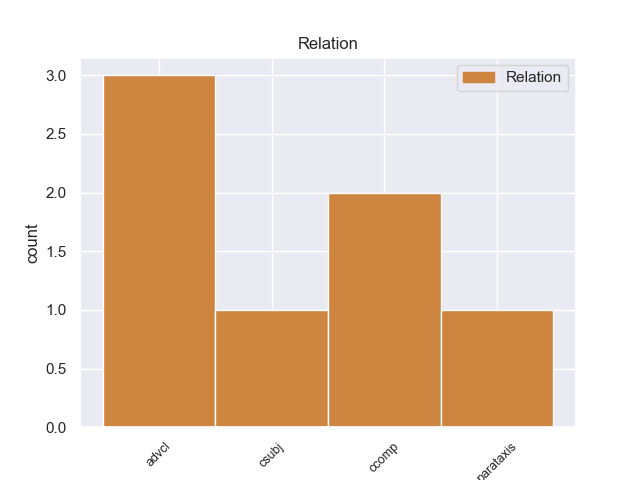 Relation
Relation
3.0
2.5
2.0
1.5
1.0
0.5
0.0
count
advcl
csubj
ccomp
parataxis